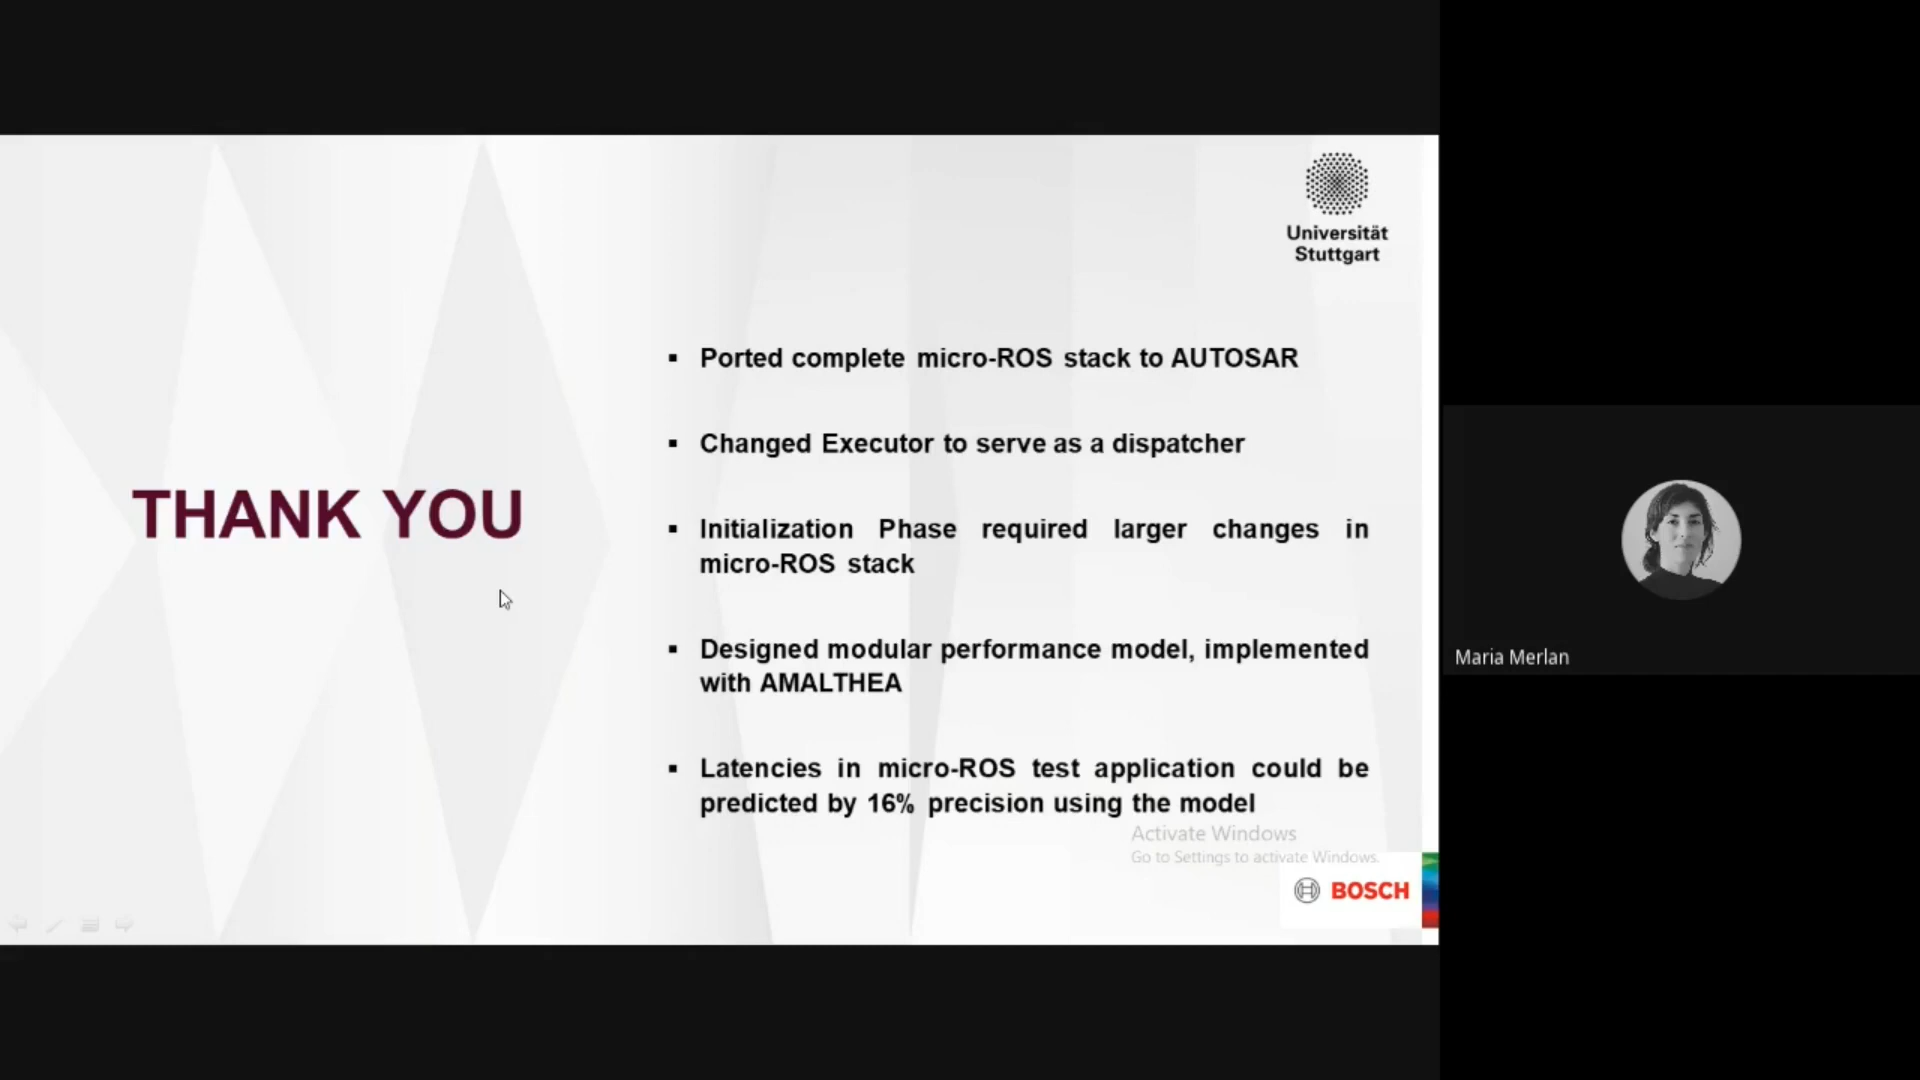 Universität
Stuttgart
THANK YOU
▪ Ported complete micro-ROS stack to AUTOSAR
▪ Changed Executor to serve as a dispatcher
▪ Initialization Phase required larger changes in
micro-ROS stack
▪ Designed modular performance model, implemented
with AMALTHEA
▪ Latencies in micro-ROS test application could be
predicted by 16% precision using the model
Activate Windows
Go to Settings to activate Windows.
BOSCH
Maria Merlan